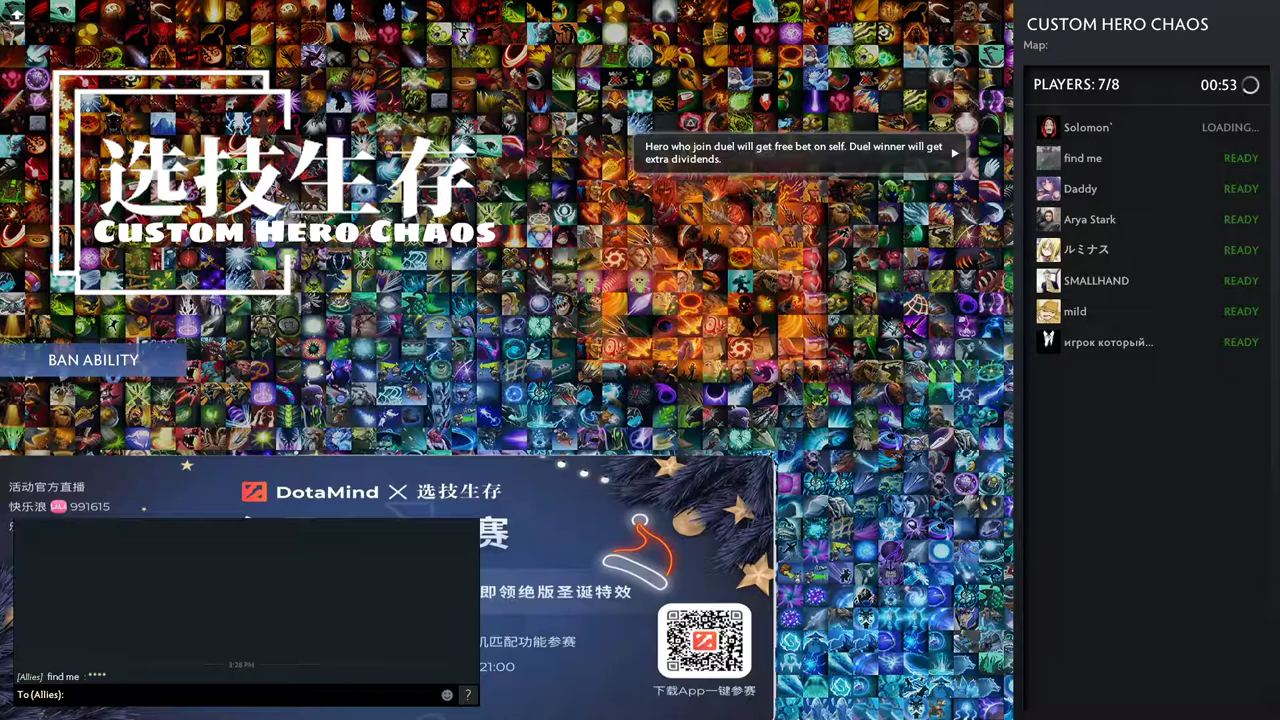 CUSTOM HERO CHAOS
Map:
PLAYERS: 7/8
00:53
Solomon` LOADING...
find me READY
Daddy READY
Arya Stark READY
ルミナス READY
SMALLHAND READY
mild READY
игрок который... READY
Hero who join duel will get free bet on self. Duel winner will get
extra dividends.
选技生存
CUSTOM HERO CHAOS
BAN ABILITY
活动官方直播
快乐浪 991615
DotaMind × 选技生存
赛
即领绝版圣诞特效
匹配功能参赛
21:00
下载App一键参赛
3:28 PM
[Allies] find me : ****
To (Allies):
?